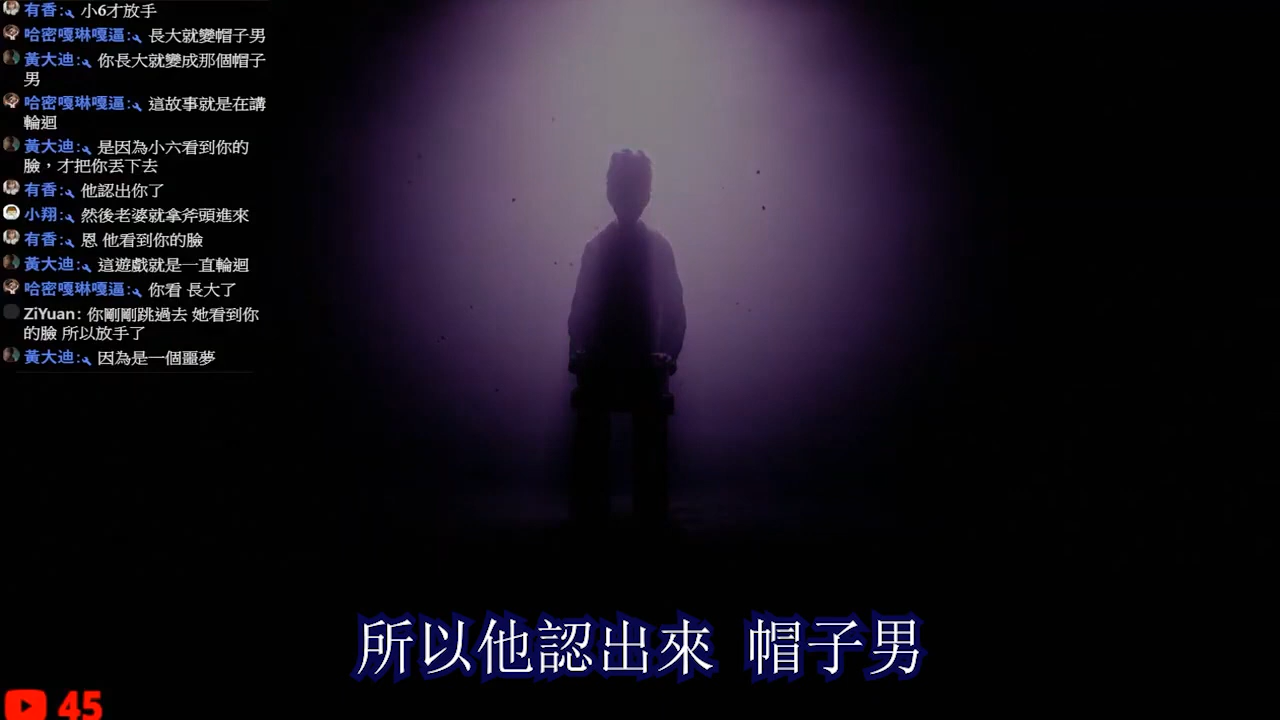 有香: 小6才放手
哈密嘎琳嘎逼: 長大就變帽子男
黃大迪: 你長大就變成那個帽子
男
哈密嘎琳嘎逼: 這故事就是在講
輪迴
黃大迪: 是因為小六看到你的
臉，才把你丟下去
有香: 他認出你了
小翔: 然後老婆就拿斧頭進來
有香: 恩 他看到你的臉
黃大迪: 這遊戲就是一直輪迴
哈密嘎琳嘎逼: 你看 長大了
ZiYuan: 你剛剛跳過去 她看到你
的臉 所以放手了
黃大迪: 因為是一個噩夢
所以他認出來 帽子男
45